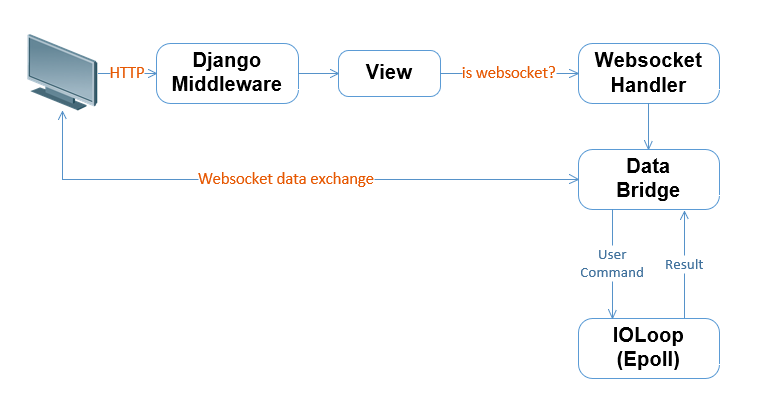 HTTP
Django
Middleware
View
is websocket?
Websocket
Handler
Websocket data exchange
Data
Bridge
User
Command
Result
IOLoop
(Epoll)